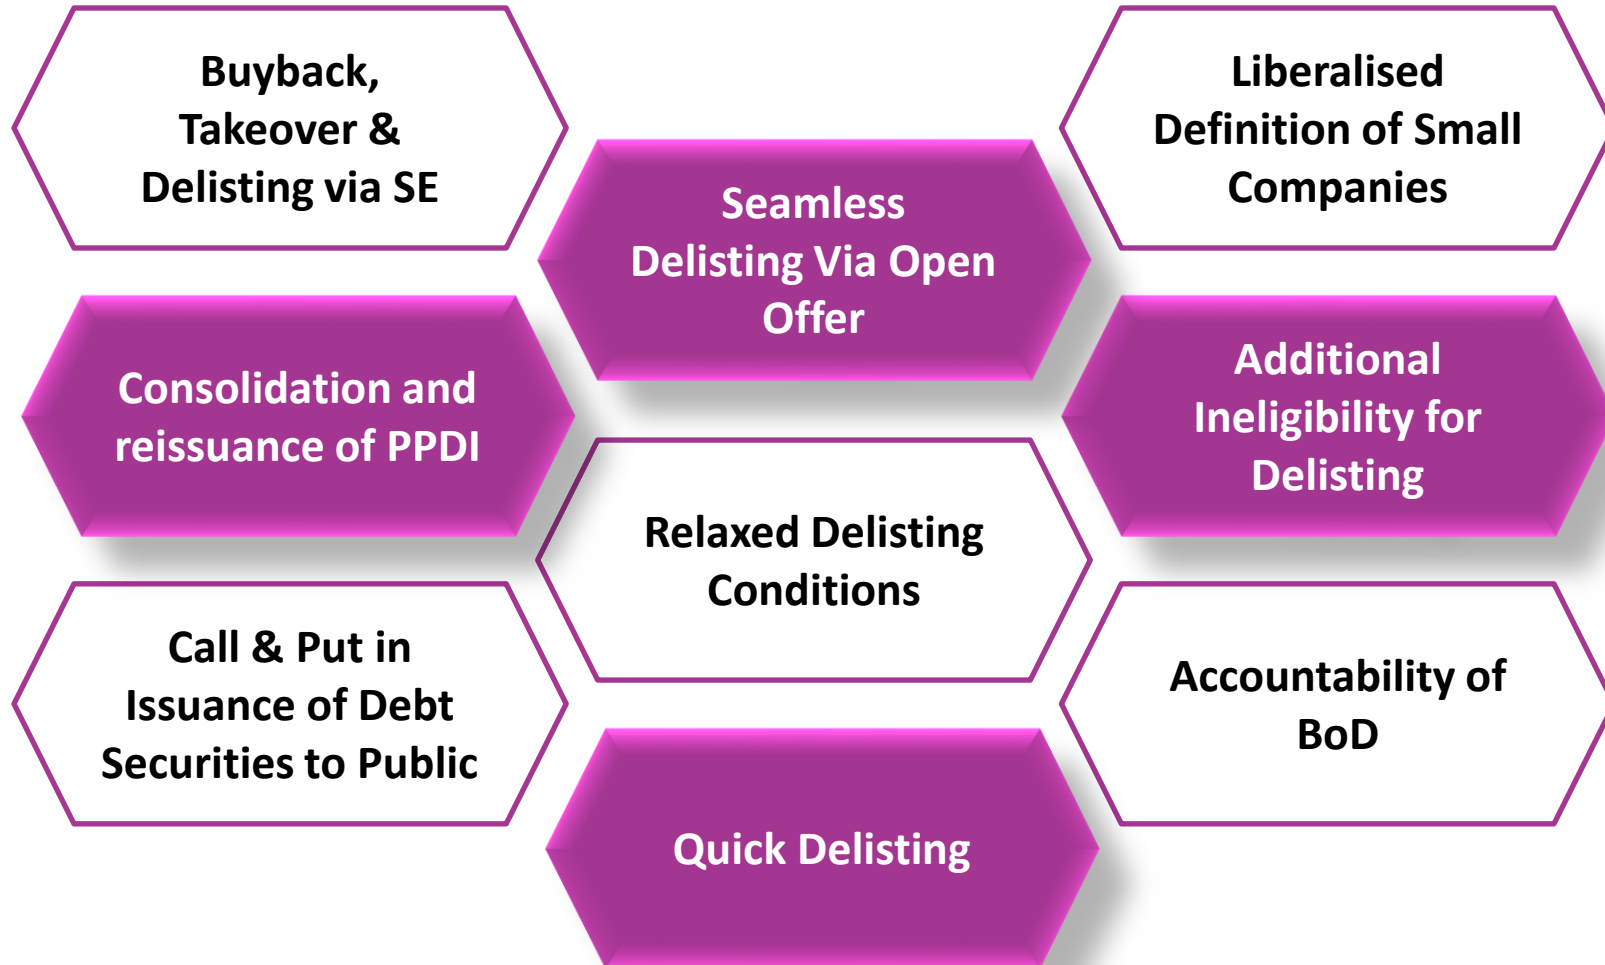 Buyback,
Takeover &
Delisting via SE
Seamless
Delisting Via Open
Offer
Liberalised
Definition of Small
Companies
Consolidation and
reissuance of PPDI
Additional
Ineligibility for
Delisting
Relaxed Delisting
Conditions
Call & Put in
Issuance of Debt
Securities to Public
Accountability of
BoD
Quick Delisting